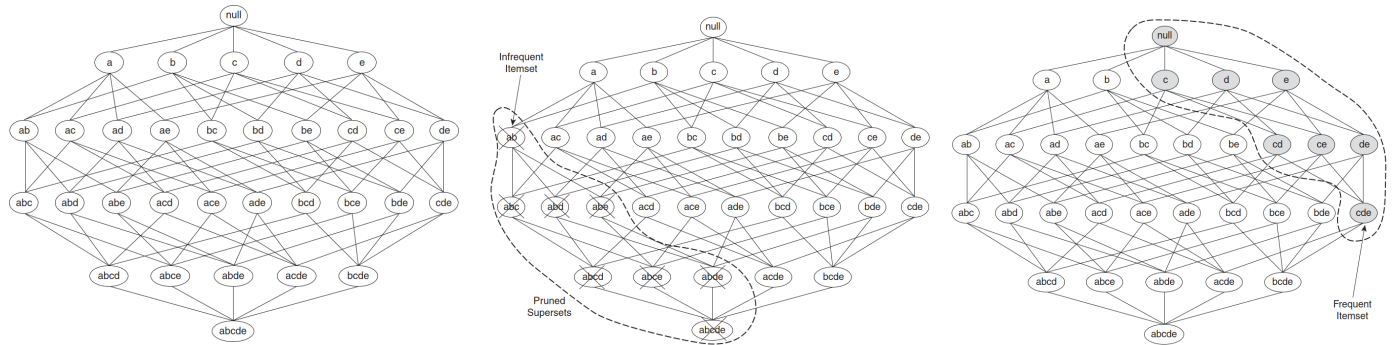 null
a b c d e
ab ac ad ae bc bd be cd ce de
abc abd abe acd ace ade bcd bce bde cde
abcd abce abde acde bcde
abcde
null
Infrequent
Itemset
a b c d e
ab ac ad ae bc bd be cd ce de
abc abd abe acd ace ade bcd bce bde cde
abcd abce abde acde bcde
Pruned
Supersets
abcde
null
a b c d e
ab ac ad ae bc bd be cd ce de
abc abd abe acd ace ade bcd bce bde cde
abcd abce abde acde bcde
Frequent
Itemset
abcde